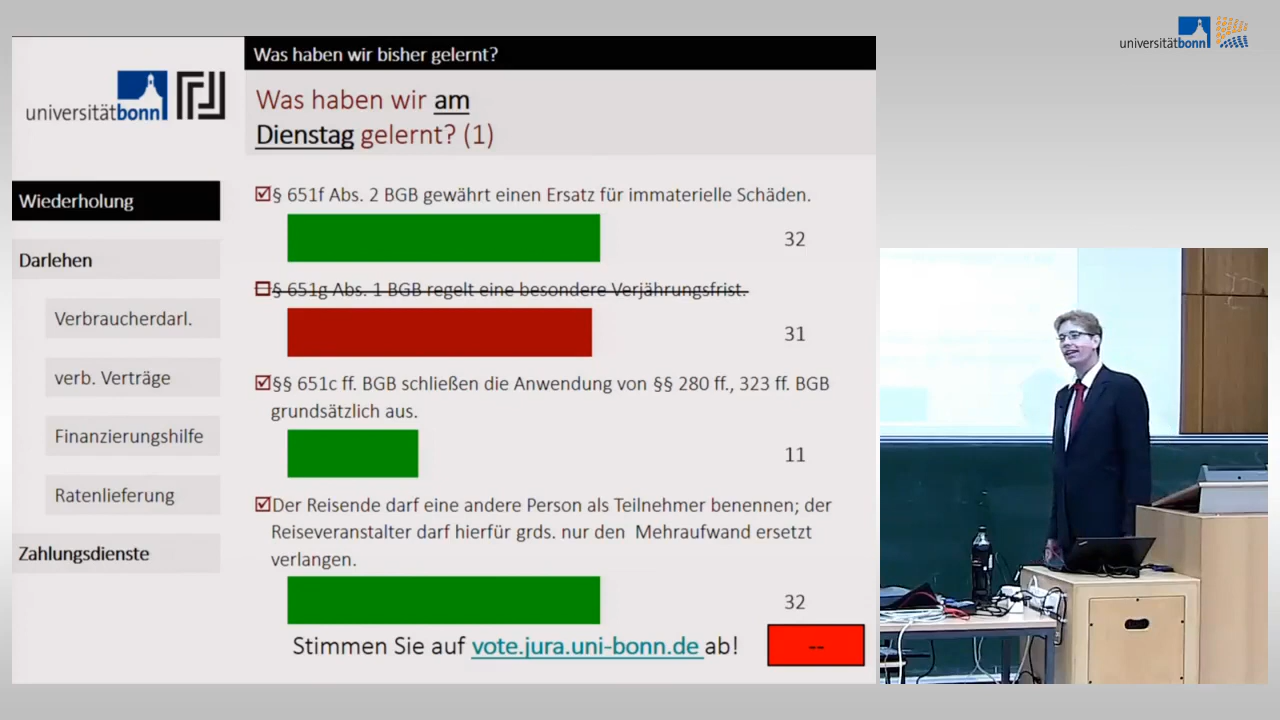 universitätbonn
Was haben wir bisher gelernt?
universitätbonn
Was haben wir am
Dienstag gelernt? (1)
Wiederholung
Darlehen
Verbraucherdarl.
verb. Verträge
Finanzierungshilfe
Ratenlieferung
Zahlungsdienste
§ 651f Abs. 2 BGB gewährt einen Ersatz für immaterielle Schäden.
32
§ 651g Abs. 1 BGB regelt eine besondere Verjährungsfrist.
31
§§ 651c ff. BGB schließen die Anwendung von §§ 280 ff., 323 ff. BGB
grundsätzlich aus.
11
Der Reisende darf eine andere Person als Teilnehmer benennen; der
Reiseveranstalter darf hierfür grds. nur den Mehraufwand ersetzt
verlangen.
32
Stimmen Sie auf vote.jura.uni-bonn.de ab!
--